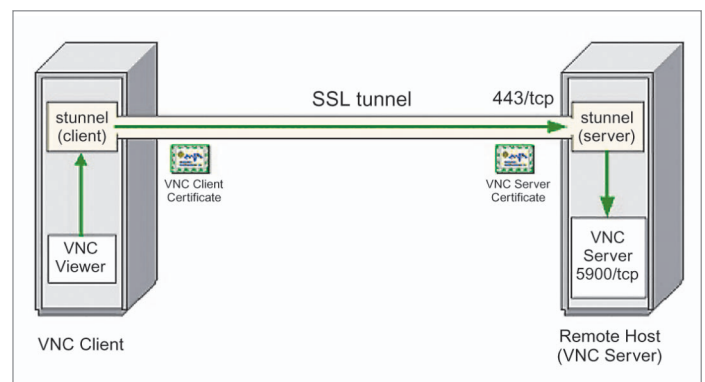 SSL tunnel
443/tcp
stunnel
(client)
stunnel
(server)
VNC Client
Certificate
VNC Server
Certificate
VNC
Viewer
VNC
Server
5900/tcp
VNC Client
Remote Host
(VNC Server)